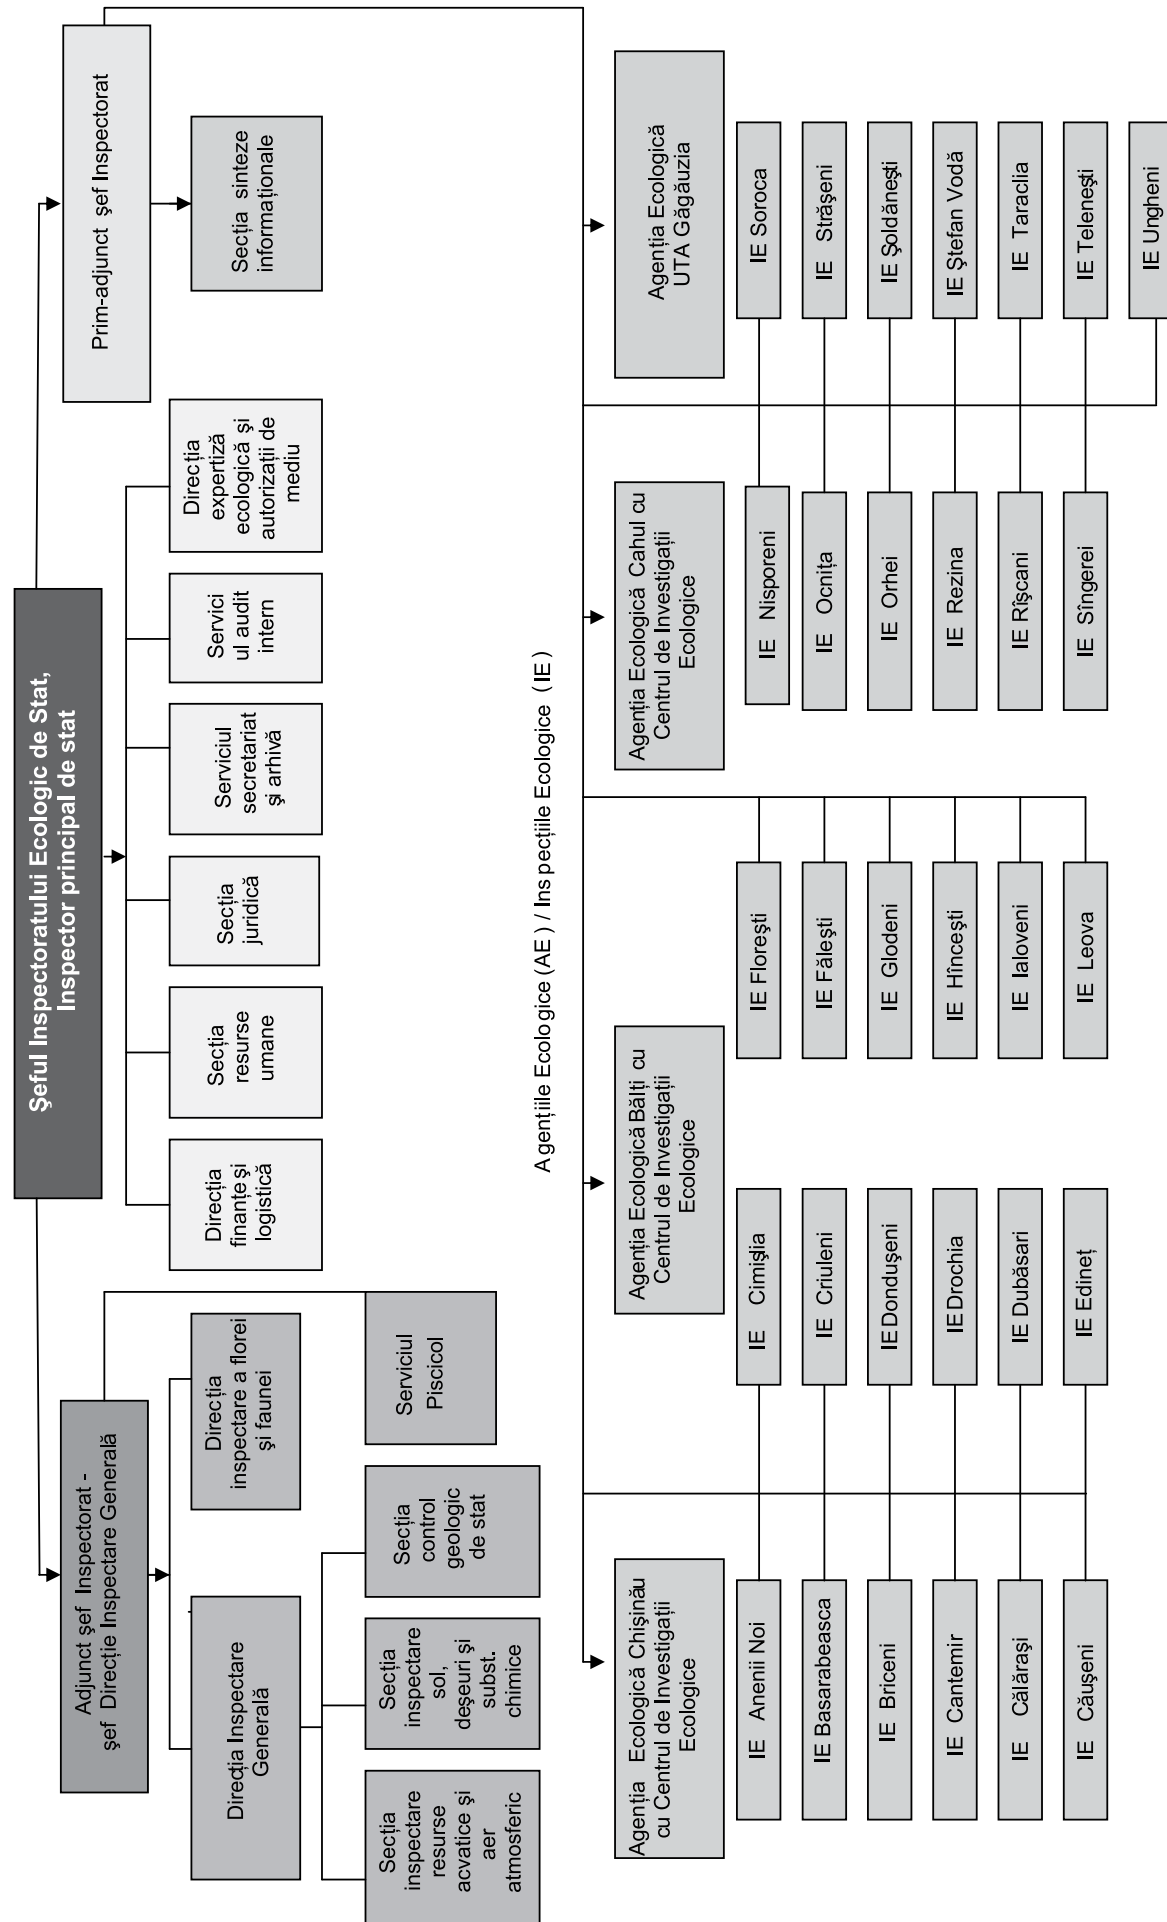 Şeful Inspectoratului Ecologic de Stat,
Inspector principal de stat
Adjunct şef Inspectorat -
şef Direcţie Inspectare Generală
Prim-adjunct şef Inspectorat
Direcţia
finanţe şi
logistică
Secţia
resurse
umane
Secţia
juridică
Serviciul
secretariat
şi arhivă
Servici
ul audit
intern
Direcţia
expertiză
ecologică şi
autorizaţii de
mediu
Direcţia Inspectare
Generală
Direcţia
inspectare a florei
şi faunei
Secţia sinteze
informaţionale
Secţia
inspectare
resurse
acvatice şi
aer
atmosferic
Secţia
inspectare
sol,
deşeuri şi
subst.
chimice
Secţia
control
geologic
de stat
Serviciul
Piscicol
Agenţiile Ecologice (AE) / Inspecţiile Ecologice (IE)
Agenţia Ecologică Chişinău
cu Centrul de Investigaţii
Ecologice
Agenţia Ecologică Bălţi cu
Centrul de Investigaţii
Ecologice
Agenţia Ecologică Cahul cu
Centrul de Investigaţii
Ecologice
Agenţia Ecologică
UTA Găgăuzia
IE Anenii Noi
IE Cimişlia
IE Floreşti
IE Nisporeni
IE Soroca
IE Basarabeasca
IE Criuleni
IE Făleşti
IE Ocniţa
IE Străşeni
IE Briceni
IE Donduşeni
IE Glodeni
IE Orhei
IE Şoldăneşti
IE Cantemir
IE Drochia
IE Hînceşti
IE Rezina
IE Ştefan Vodă
IE Călăraşi
IE Dubăsari
IE Ialoveni
IE Rîşcani
IE Taraclia
IE Căuşeni
IE Edineţ
IE Leova
IE Sîngerei
IE Teleneşti
IE Ungheni